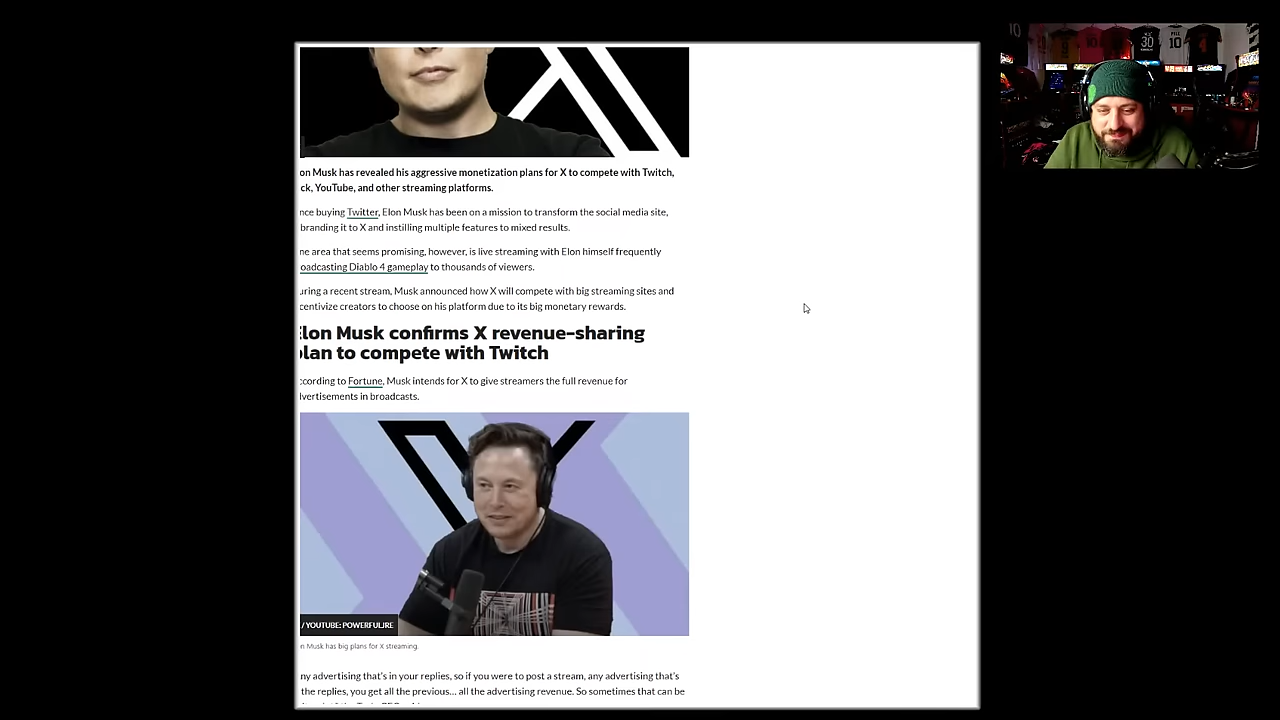 on Musk has revealed his aggressive monetization plans for X to compete with Twitch,
ck, YouTube, and other streaming platforms.
nce buying Twitter, Elon Musk has been on a mission to transform the social media site,
branding it to X and instilling multiple features to mixed results.
ne area that seems promising, however, is live streaming with Elon himself frequently
oadcasting Diablo 4 gameplay to thousands of viewers.
uring a recent stream, Musk announced how X will compete with big streaming sites and
centivize creators to choose on his platform due to its big monetary rewards.
Elon Musk confirms X revenue-sharing
plan to compete with Twitch
ccording to Fortune, Musk intends for X to give streamers the full revenue for
lvertisements in broadcasts.
/ YOUTUBE: POWERFULJRE
n Musk has big plans for X streaming.
ny advertising that's in your replies, so if you were to post a stream, any advertising that's
the replies, you get all the previous... all the advertising revenue. So sometimes that can be
10
30
10
4